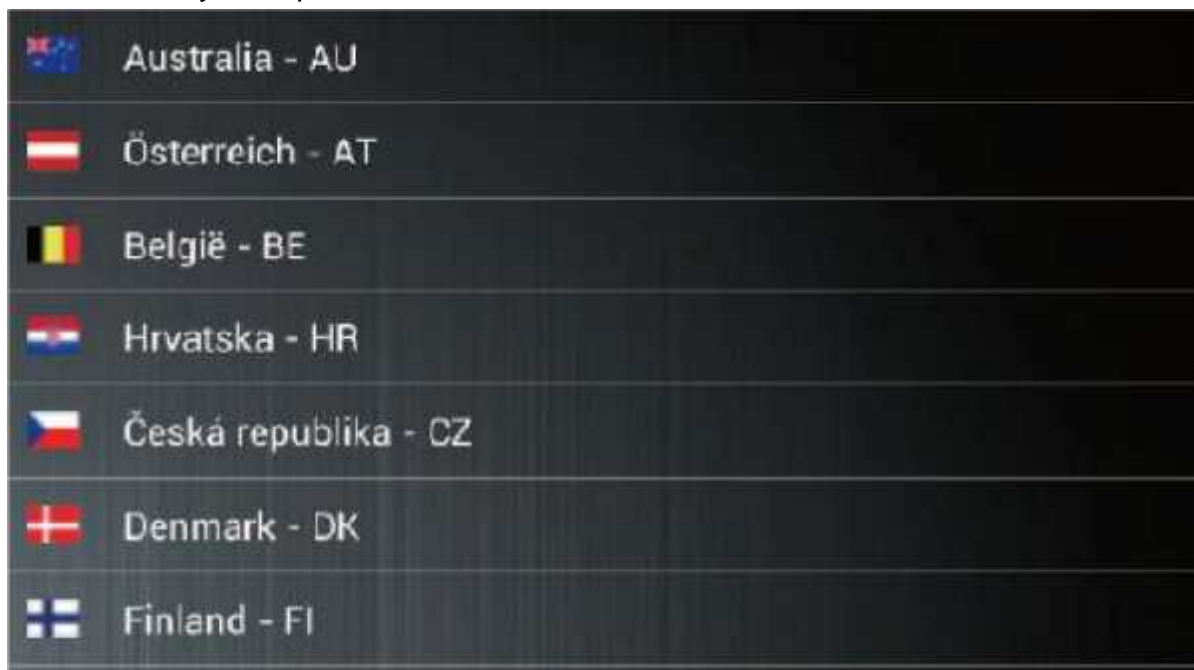 Australia - AU
Österreich - AT
België - BE
Hrvatska - HR
Česká republika - CZ
Denmark - DK
Finland - FI